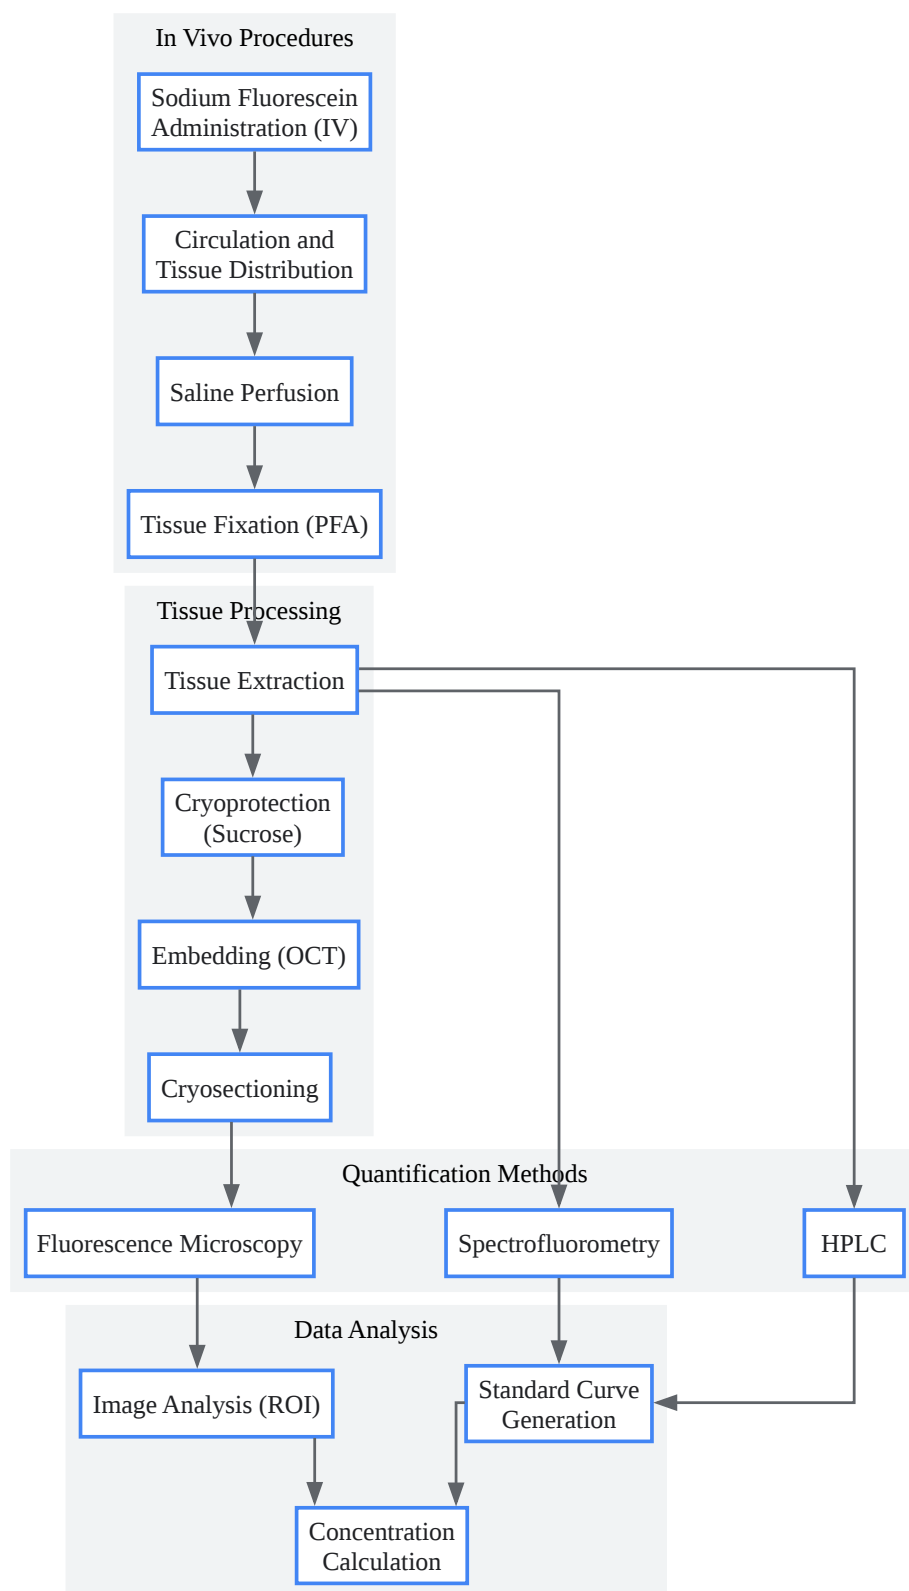 In Vivo Procedures
Sodium Fluorescein
Administration (IV)
Circulation and
Tissue Distribution
Saline Perfusion
Tissue Fixation (PFA)
Tissue Processing
Tissue Extraction
Cryoprotection
(Sucrose)
Embedding (OCT)
Cryosectioning
Quantification Methods
Fluorescence Microscopy
Spectrofluorometry
HPLC
Data Analysis
Image Analysis (ROI)
Standard Curve
Generation
Concentration
Calculation